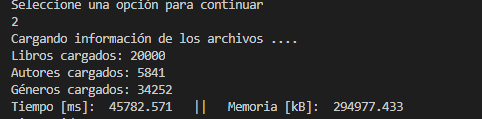 Seleccione una opción para continuar
2
Cargando información de los archivos ....
Libros cargados: 20000
Autores cargados: 5841
Géneros cargados: 34252
Tiempo [ms]:  45782.571   ||   Memoria [kB]:  294977.433